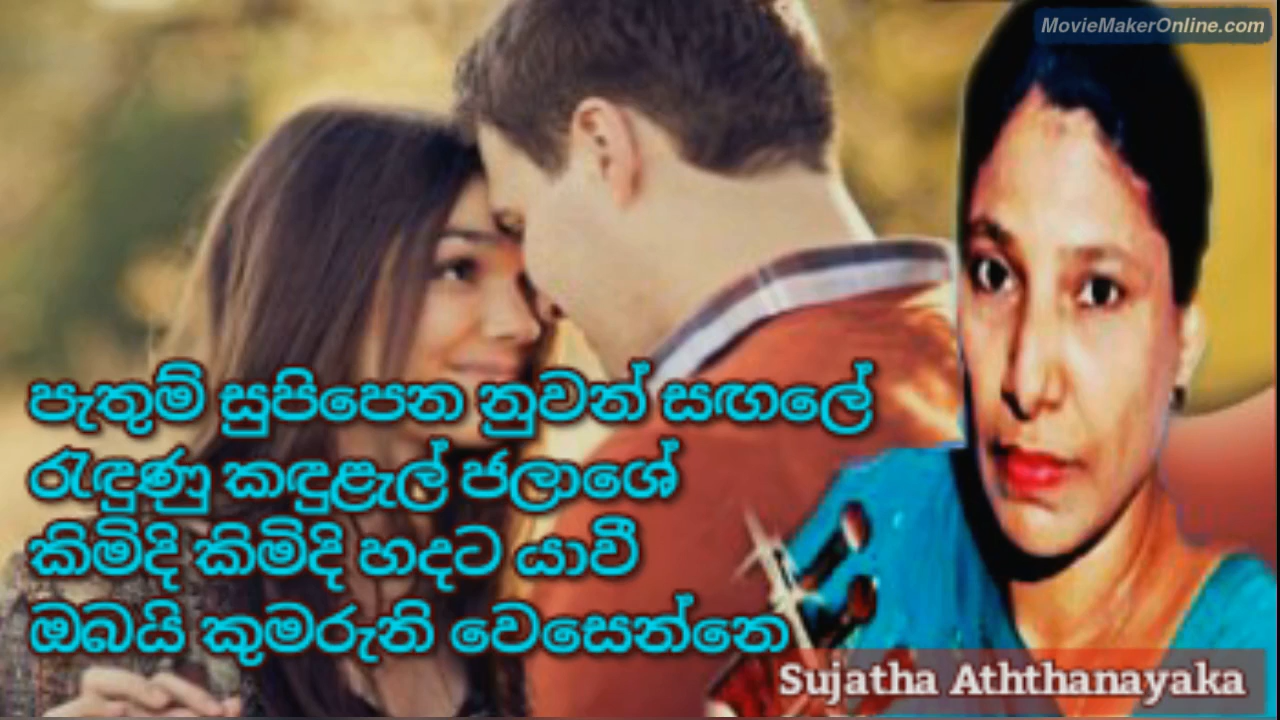 MovieMakerOnline.com
පැතුම් සුපිපෙන නුවන් සඟලේ
රැඳුණු කඳුළැල් ජලාශේ
කිමිදි කිමිදි හදට යාවී
ඔබයි කුමරුනි වෙසෙන්නෙ
Sujatha Aththanayaka